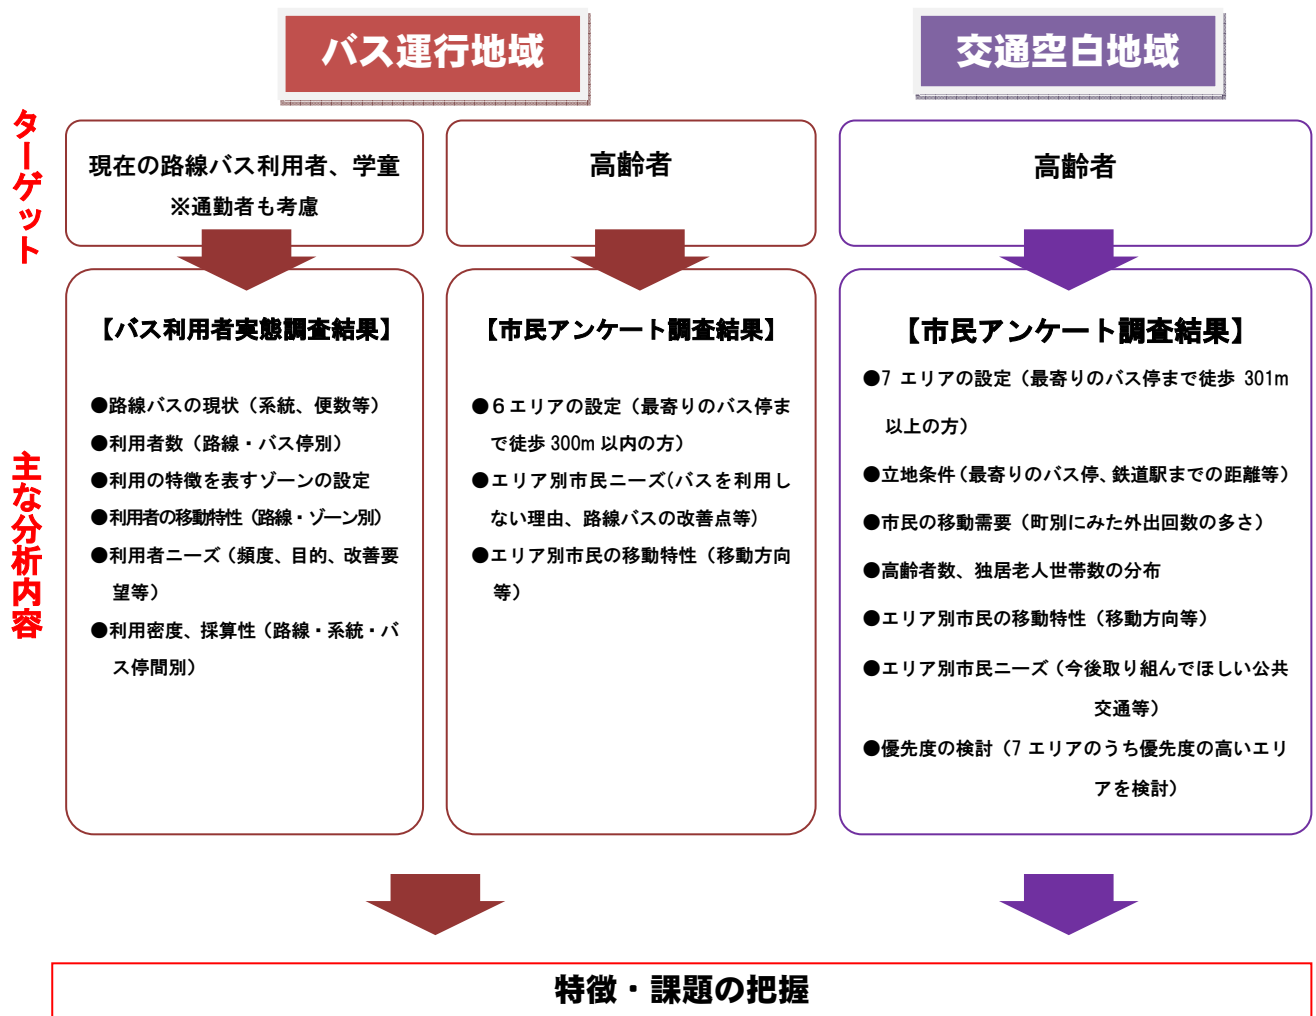 バス運行地域
交通空白地域
ターゲット
現在の路線バス利用者、学童
※通勤者も考慮
高齢者
高齢者
主な分析内容
【バス利用者実態調査結果】
●路線バスの現状（系統、便数等）
●利用者数（路線・バス停別）
●利用の特徴を表すゾーンの設定
●利用者の移動特性（路線・ゾーン別）
●利用者ニーズ（頻度、目的、改善要
望等）
●利用密度、採算性（路線・系統・バ
ス停間別）
【市民アンケート調査結果】
●６エリアの設定（最寄りのバス停ま
で徒歩 300m 以内の方）
●エリア別市民ニーズ(バスを利用し
ない理由、路線バスの改善点等)
●エリア別市民の移動特性（移動方向
等）
【市民アンケート調査結果】
●7 エリアの設定（最寄りのバス停まで徒歩 301m
以上の方）
●立地条件（最寄りのバス停、鉄道駅までの距離等）
●市民の移動需要（町別にみた外出回数の多さ）
●高齢者数、独居老人世帯数の分布
●エリア別市民の移動特性（移動方向等）
●エリア別市民ニーズ（今後取り組んでほしい公共
交通等）
●優先度の検討（7 エリアのうち優先度の高いエリ
アを検討）
特徴・課題の把握